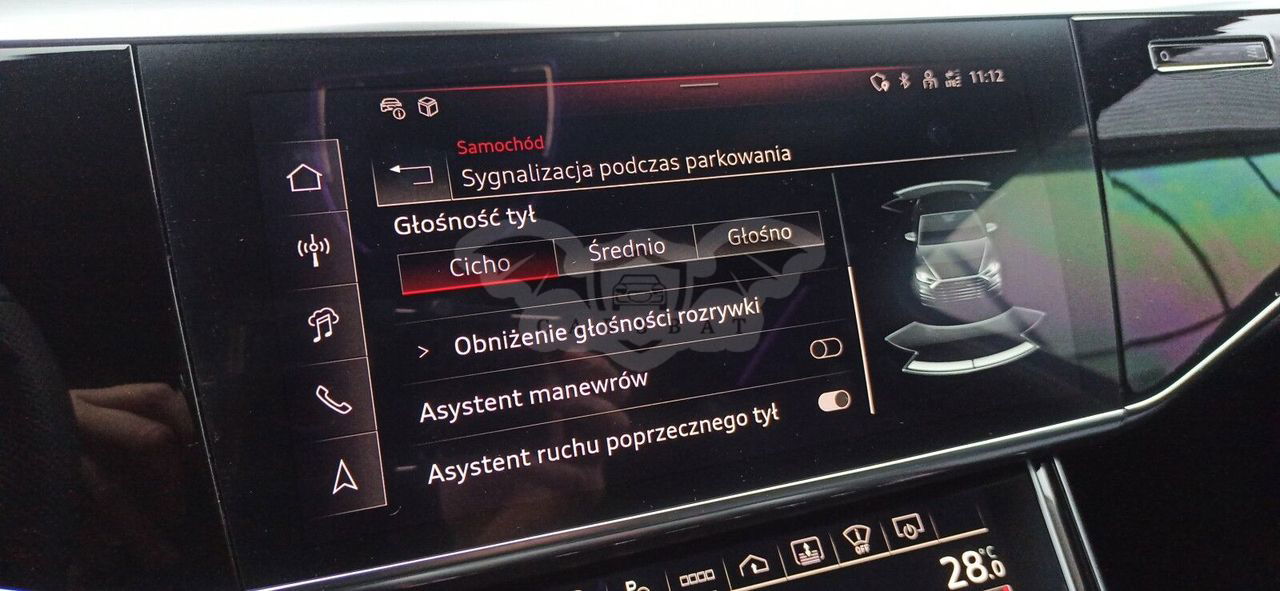 11:12
Samochód
Sygnalizacja podczas parkowania
Głośność tył
Cicho Średnio Głośno
> Obniżenie głośności rozrywki
Asystent manewrów
Asystent ruchu poprzecznego tył
OFF
28.0 °C